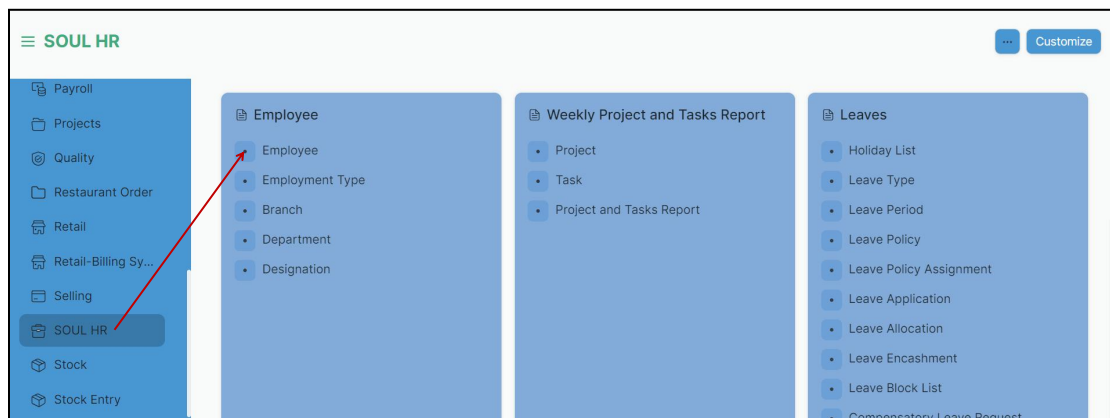 SOUL HR
...
Customize
Payroll
Projects
Quality
Restaurant Order
Retail
Retail-Billing Sy...
Selling
SOUL HR
Stock
Stock Entry
Employee
Employee
Employment Type
Branch
Department
Designation
Weekly Project and Tasks Report
Project
Task
Project and Tasks Report
Leaves
Holiday List
Leave Type
Leave Period
Leave Policy
Leave Policy Assignment
Leave Application
Leave Allocation
Leave Encashment
Leave Block List
Compensatory Leave Request